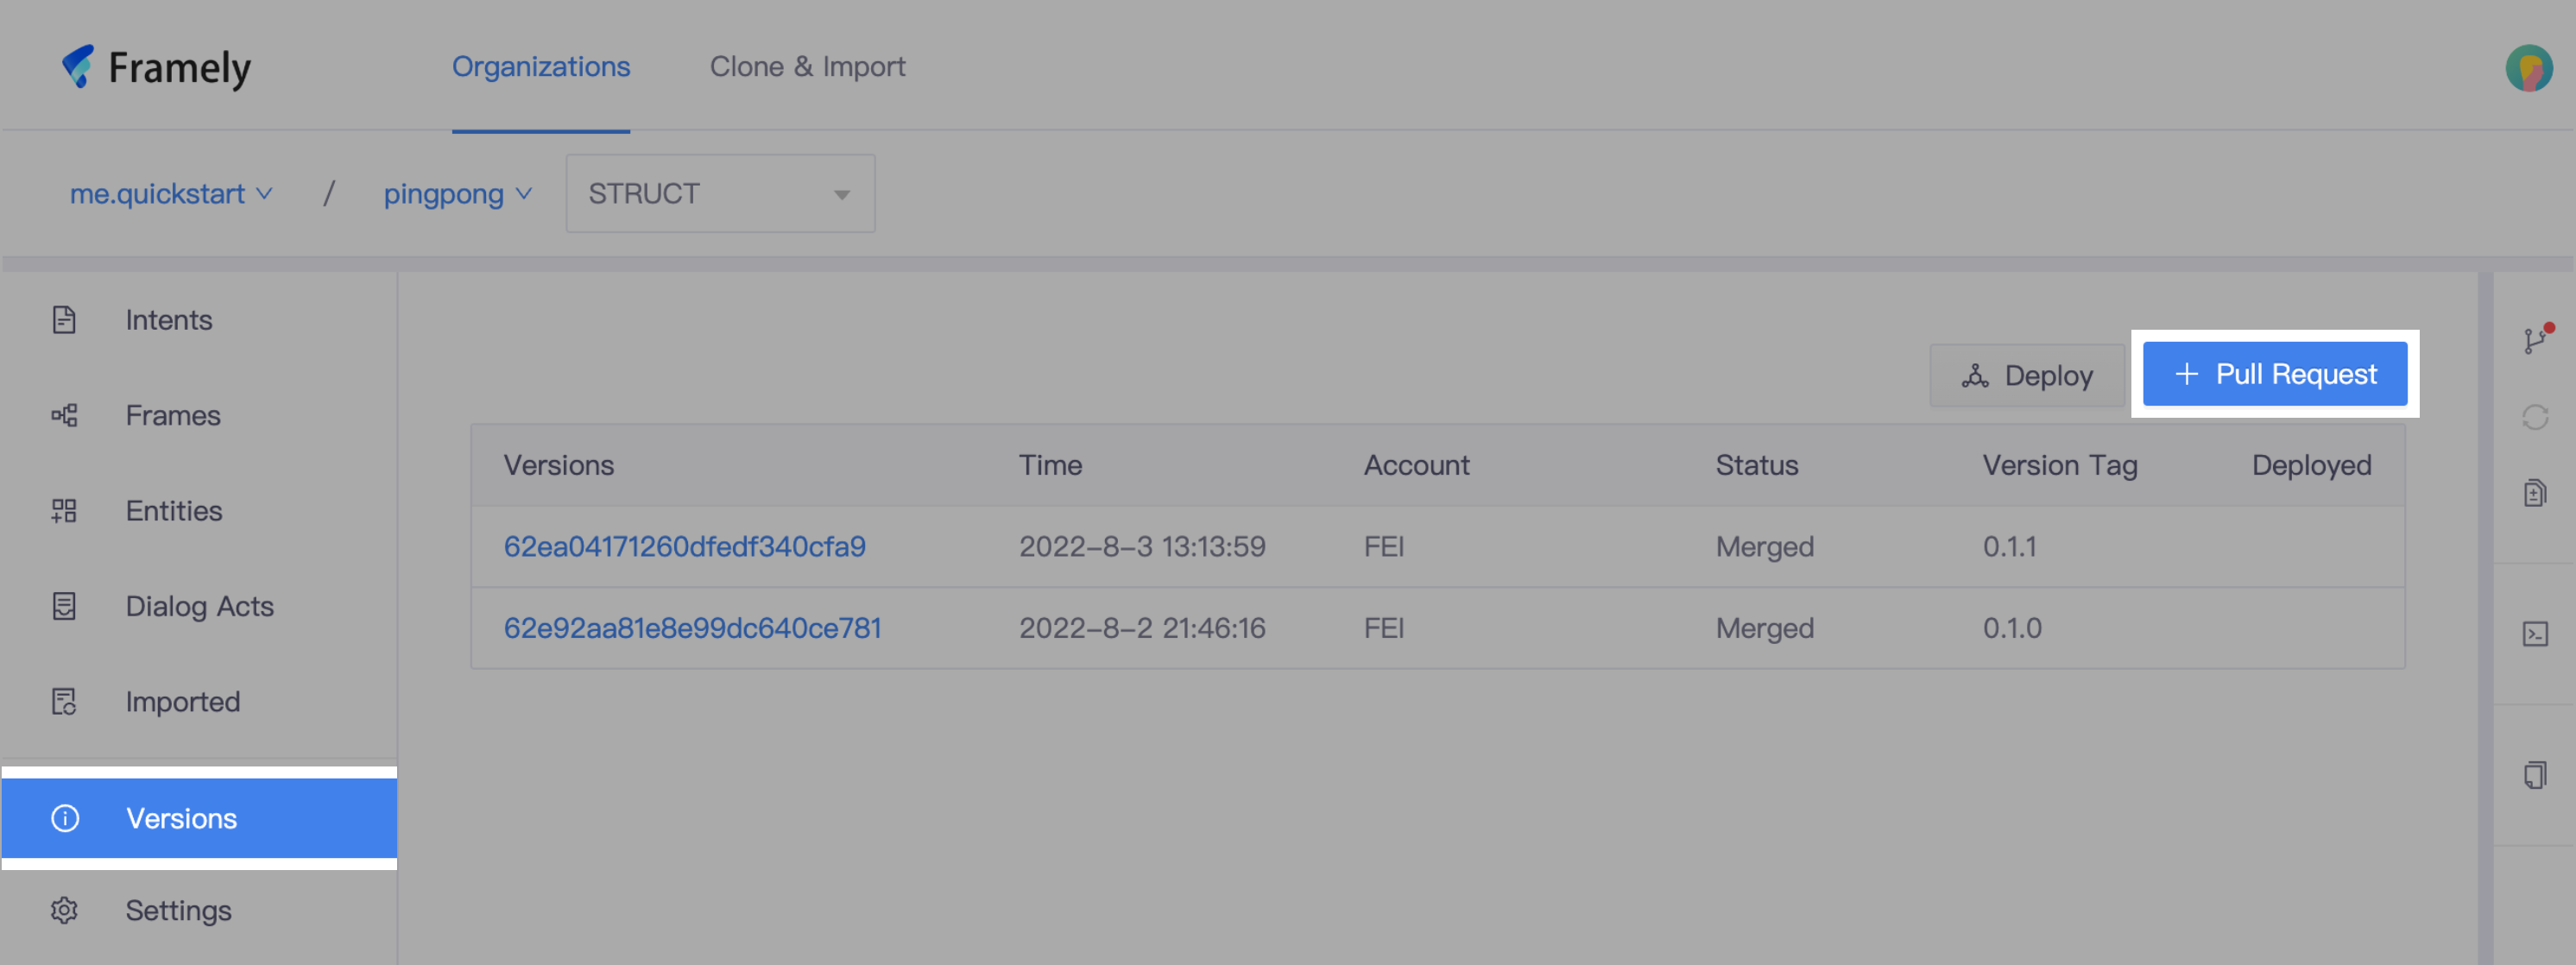 Framely
Organizations
Clone & Import
me.quickstart
/
pingpong
STRUCT
Intents
Frames
Entities
Dialog Acts
Imported
Versions
Settings
Deploy
+ Pull Request
Versions Time Account Status Version Tag Deployed
62ea04171260dfedf340cfa9 2022-8-3 13:13:59 FEI Merged 0.1.1
62e92aa81e8e99dc640ce781 2022-8-2 21:46:16 FEI Merged 0.1.0